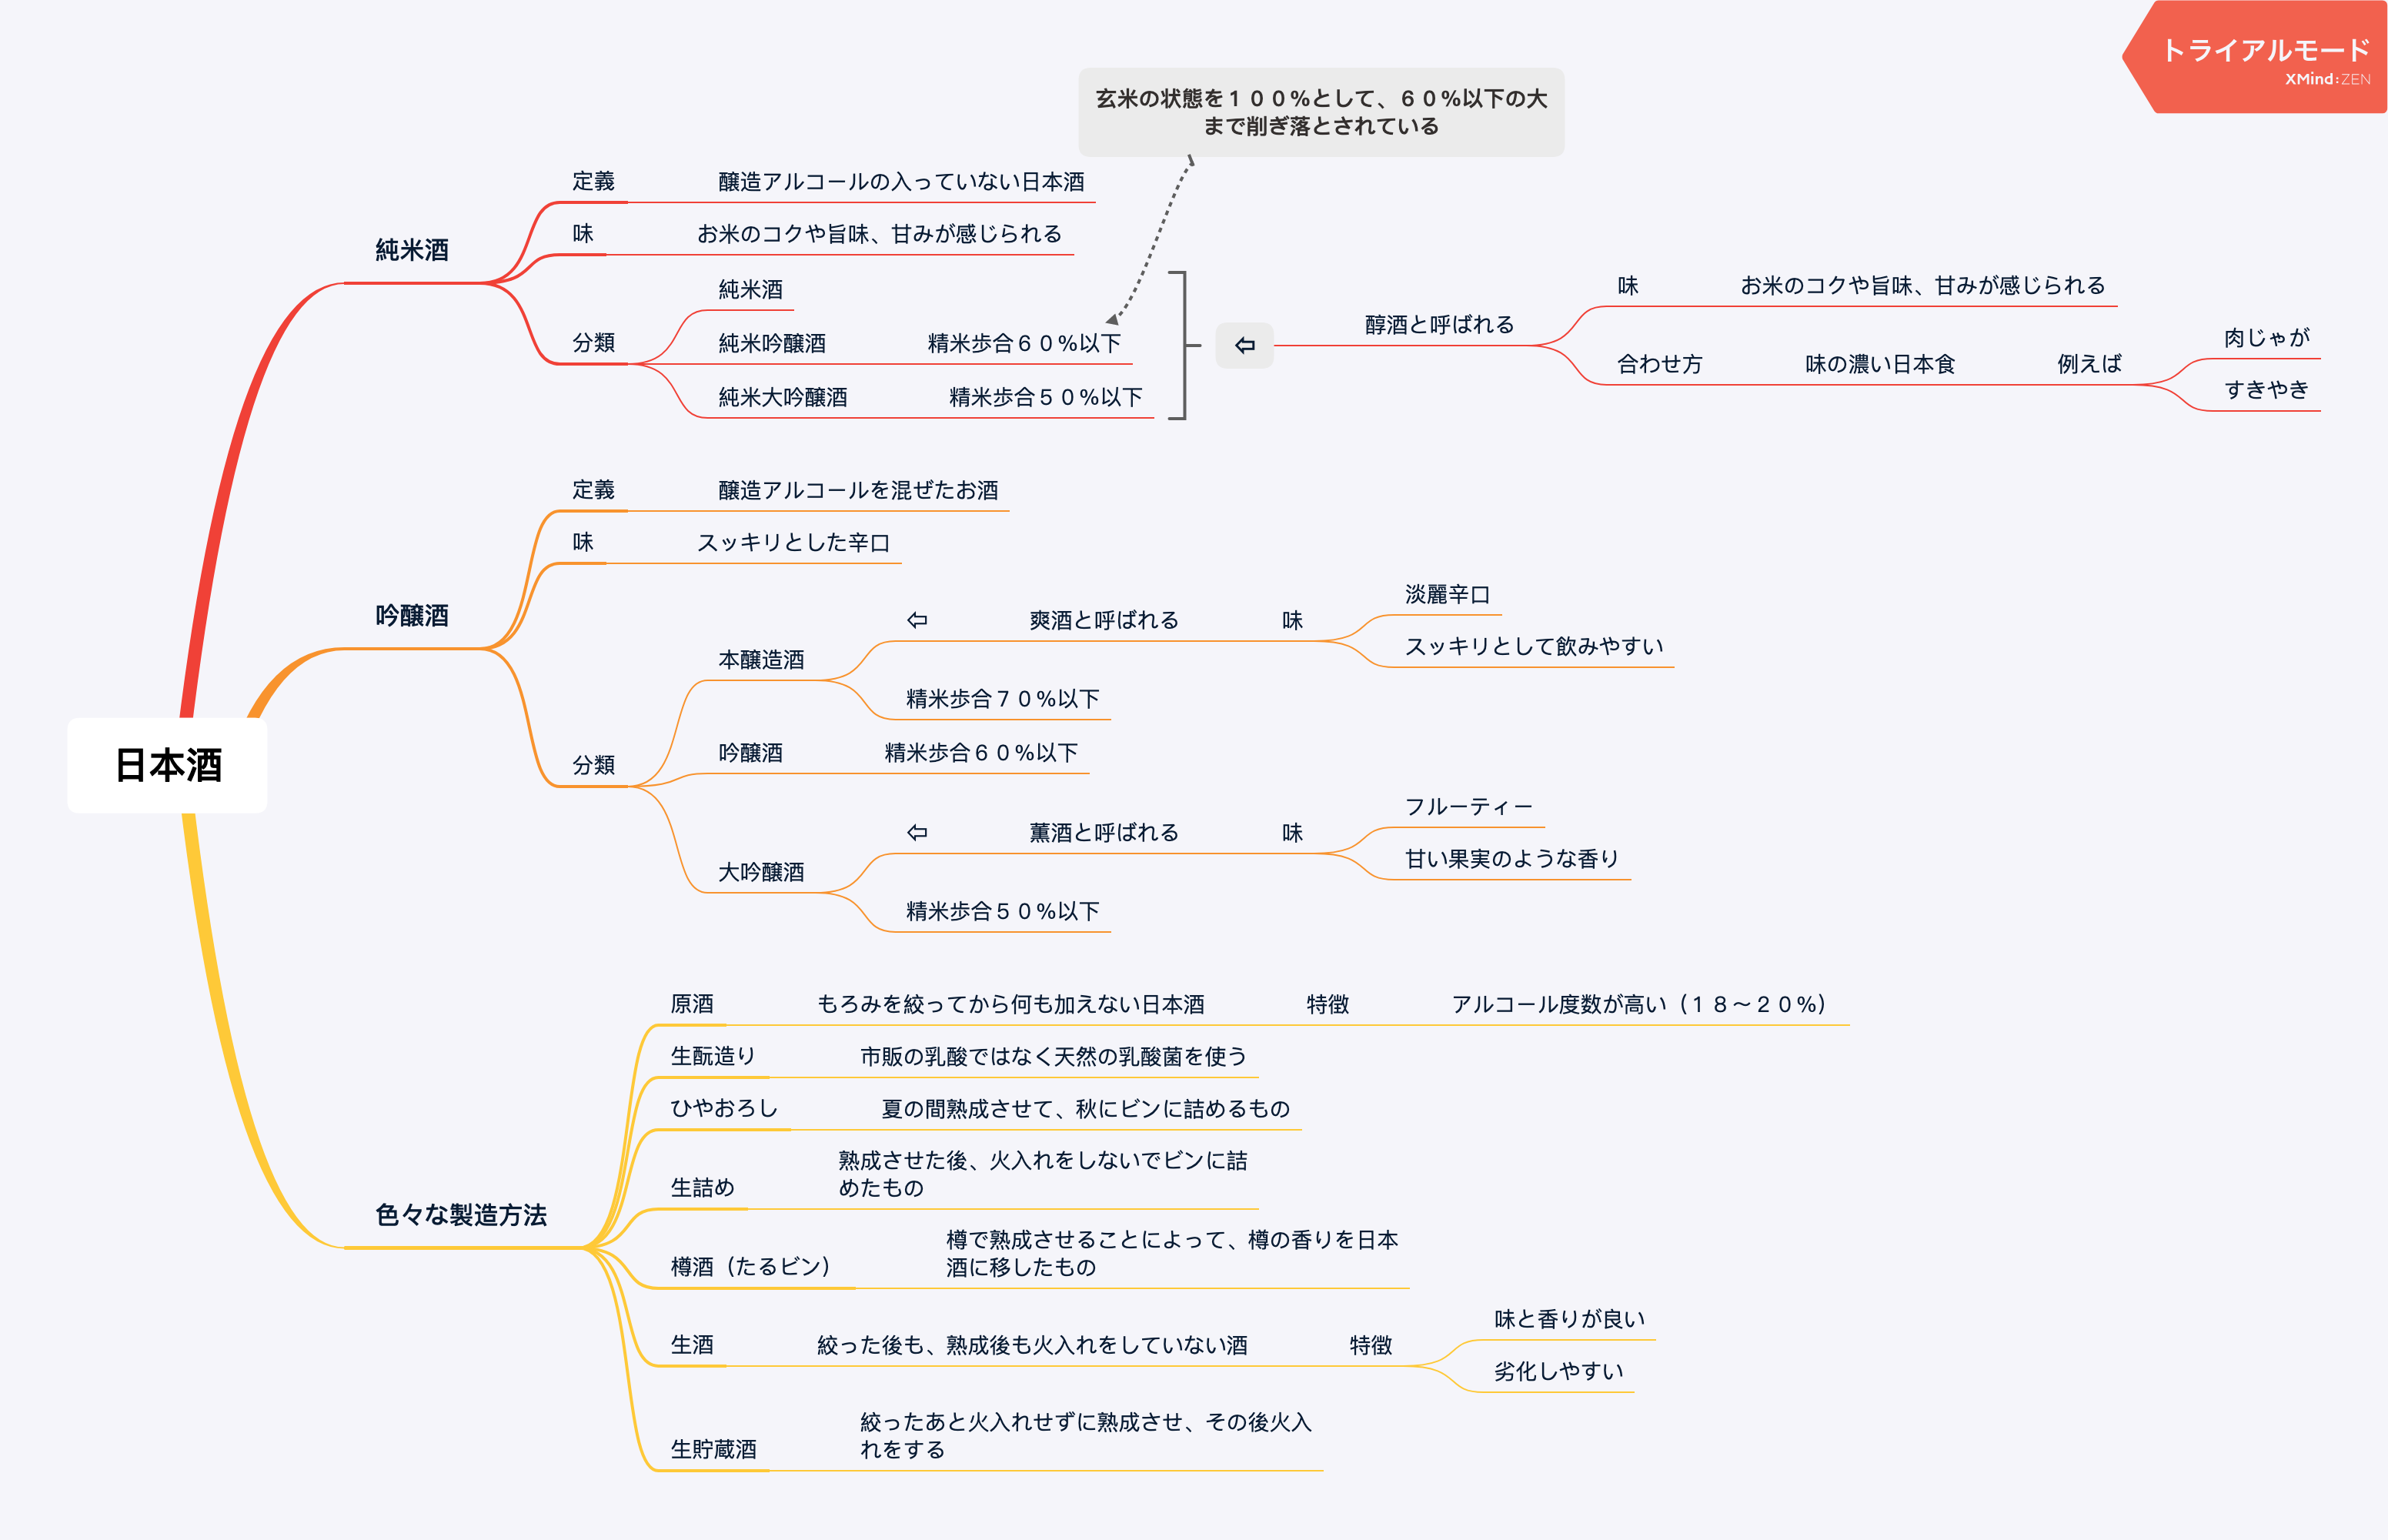 トライアルモード
XMind:ZEN
玄米の状態を１００%として、６０%以下の大
まで削ぎ落とされている
日本酒
純米酒
定義
醸造アルコールの入っていない日本酒
味
お米のコクや旨味、甘みが感じられる
分類
純米酒
純米吟醸酒
精米歩合６０%以下
純米大吟醸酒
精米歩合５０%以下
⇦
醇酒と呼ばれる
味
お米のコクや旨味、甘みが感じられる
合わせ方
味の濃い日本食
例えば
肉じゃが
すきやき
吟醸酒
定義
醸造アルコールを混ぜたお酒
味
スッキリとした辛口
分類
本醸造酒
⇦
爽酒と呼ばれる
味
淡麗辛口
スッキリとして飲みやすい
精米歩合７０%以下
吟醸酒
精米歩合６０%以下
大吟醸酒
⇦
薫酒と呼ばれる
味
フルーティー
甘い果実のような香り
精米歩合５０%以下
色々な製造方法
原酒
もろみを絞ってから何も加えない日本酒
特徴
アルコール度数が高い（１８〜２０%）
生酛造り
市販の乳酸ではなく天然の乳酸菌を使う
ひやおろし
夏の間熟成させて、秋にビンに詰めるもの
生詰め
熟成させた後、火入れをしないでビンに詰
めたもの
樽酒（たるビン）
樽で熟成させることによって、樽の香りを日本
酒に移したもの
生酒
絞った後も、熟成後も火入れをしていない酒
特徴
味と香りが良い
劣化しやすい
生貯蔵酒
絞ったあと火入れせずに熟成させ、その後火入
れをする